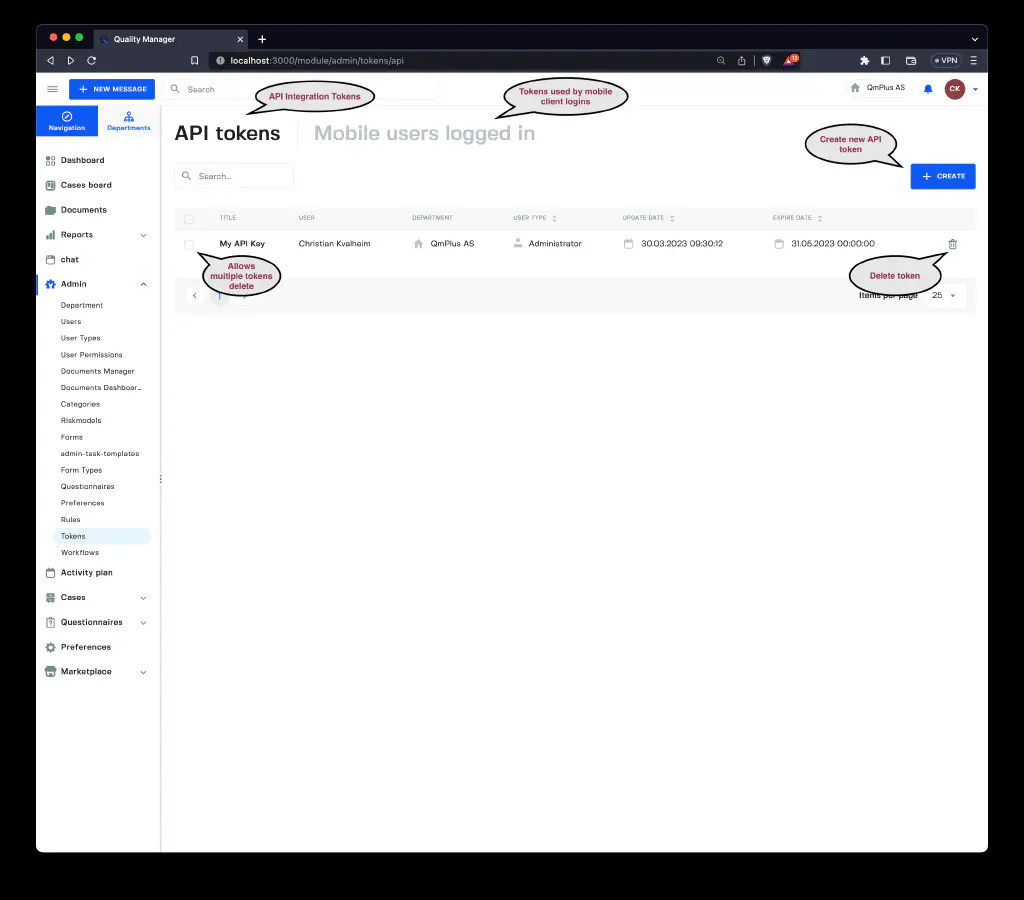 Quality Manager
localhost:3000/module/admin/tokens/api
12
VPN
NEW MESSAGE
Search
QmPlus AS
CK
API Integration Tokens
Tokens used by mobile
client logins
Navigation
Departments
API tokens
Mobile users logged in
Create new API
token
Search...
CREATE
TITLE
USER
DEPARTMENT
USER TYPE
UPDATE DATE
EXPIRE DATE
My API Key
Christian Kvalheim
QmPlus AS
Administrator
30.03.2023 09:30:12
31.05.2023 00:00:00
Allows
muitiple tokens
delete
Delete token
1
Items per page
25
Dashboard
Cases board
Documents
Reports
chat
Admin
Department
Users
User Types
User Permissions
Documents Manager
Documents Dashboar...
Categories
Riskmodels
Forms
admin-task-templates
Form Types
Questionnaires
Preferences
Rules
Tokens
Workflows
Activity plan
Cases
Questionnaires
Preferences
Marketplace